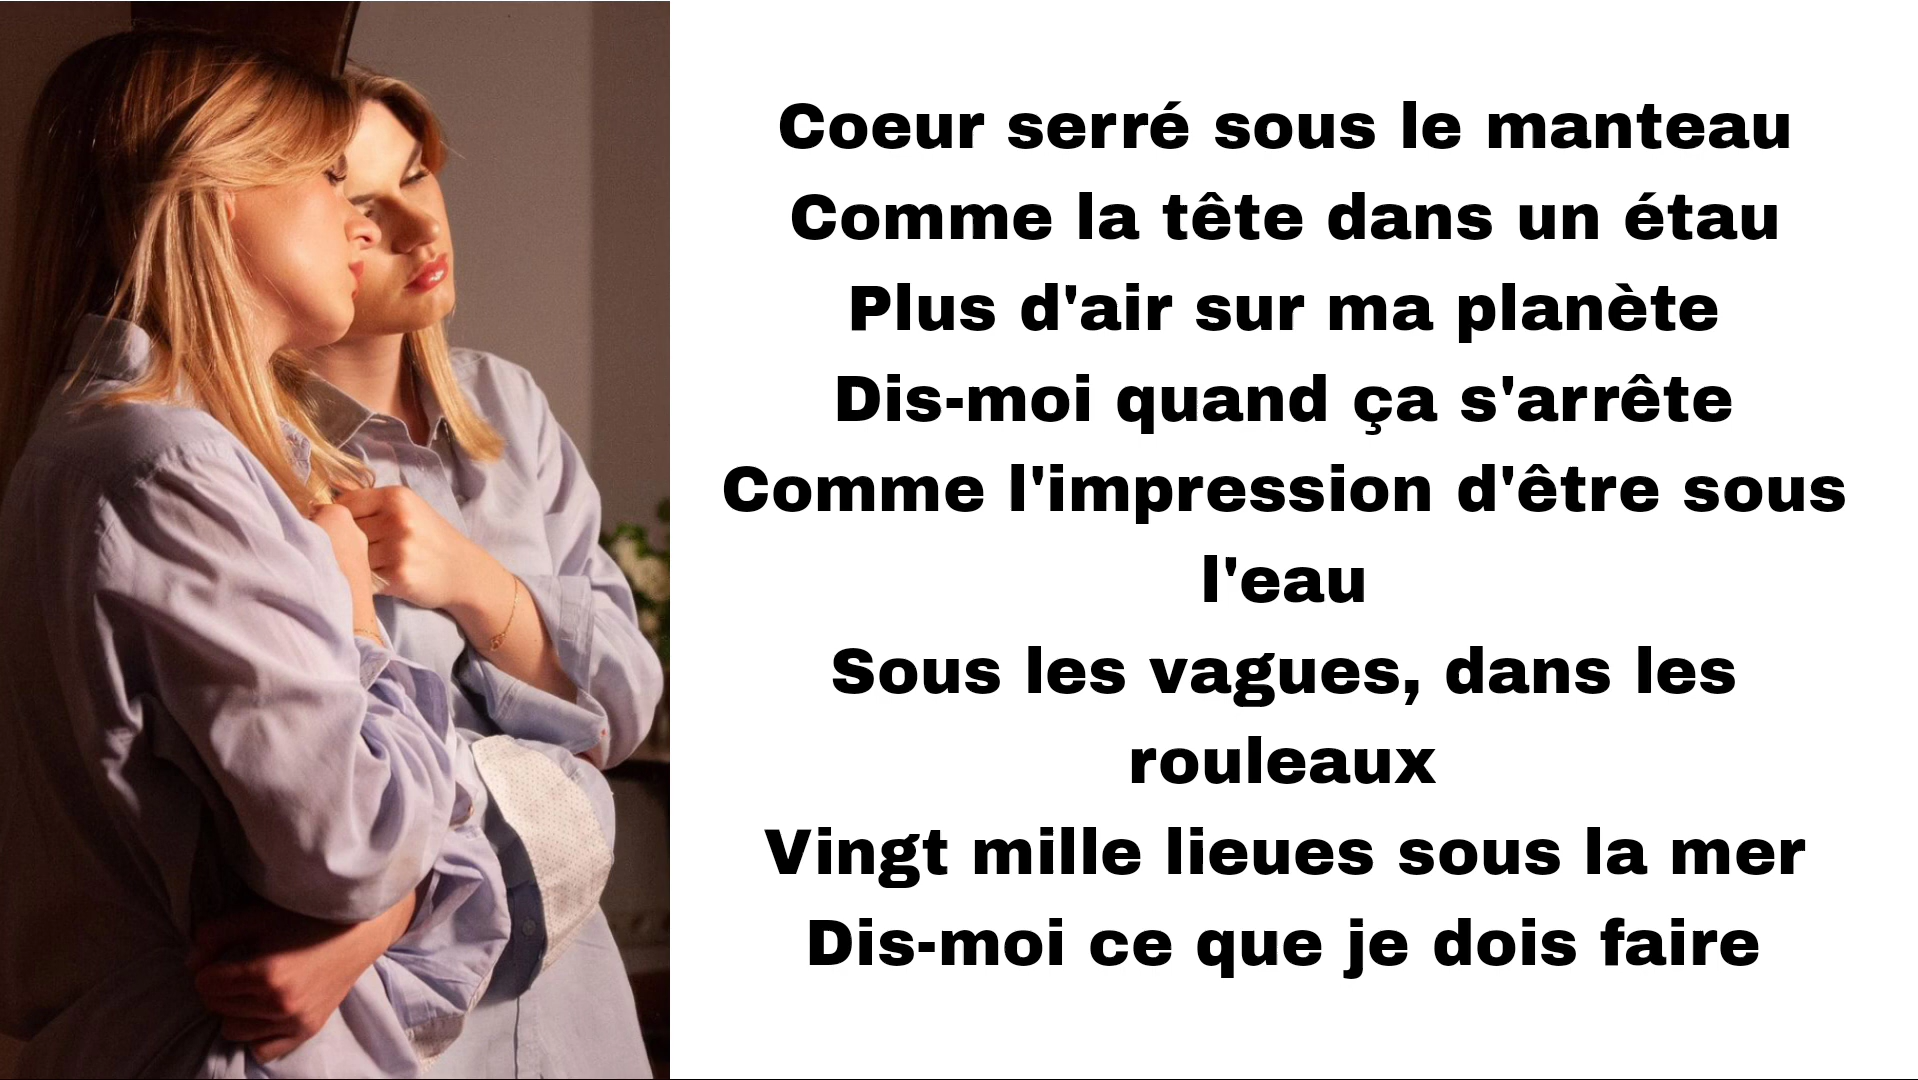 Coeur serré sous le manteau
Comme la tête dans un étau
Plus d'air sur ma planète
Dis-moi quand ça s'arrête
Comme l'impression d'être sous
l'eau
Sous les vagues, dans les
rouleaux
Vingt mille lieues sous la mer
Dis-moi ce que je dois faire